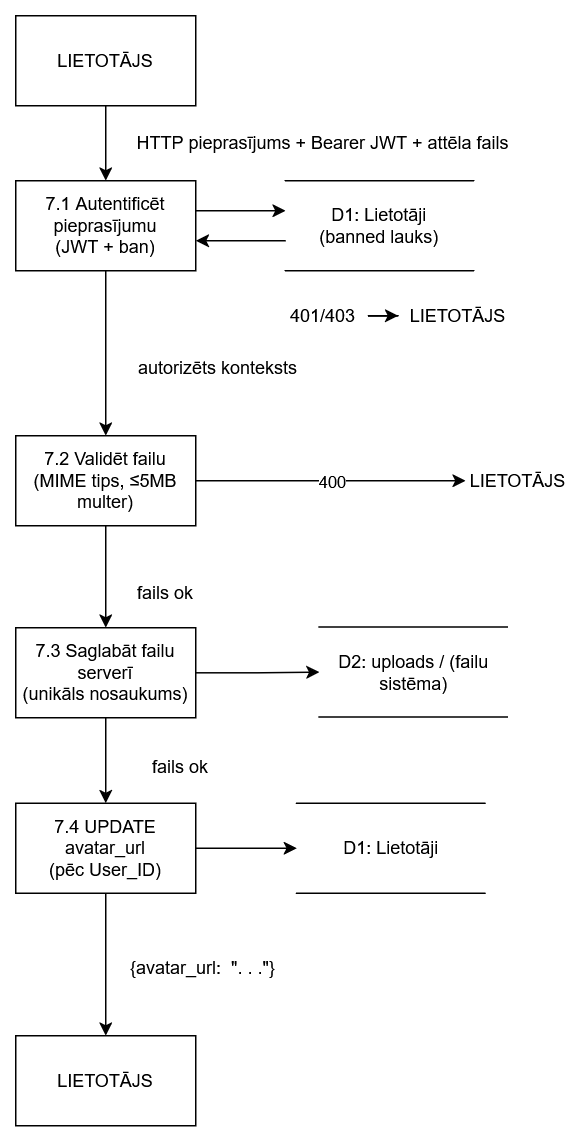 LIETOTĀJS
HTTP pieprasījums + Bearer JWT + attēla fails
7.1 Autentificēt
pieprasījumu
(JWT + ban)
D1: Lietotāji
(banned lauks)
401/403
LIETOTĀJS
autorizēts konteksts
7.2 Validēt failu
(MIME tips, ≤5MB
multer)
400
LIETOTĀJS
fails ok
7.3 Saglabāt failu
serverī
(unikāls nosaukums)
D2: uploads / (failu
sistēma)
fails ok
7.4 UPDATE
avatar_url
(pēc User_ID)
D1: Lietotāji
{avatar_url: ". . ."}
LIETOTĀJS